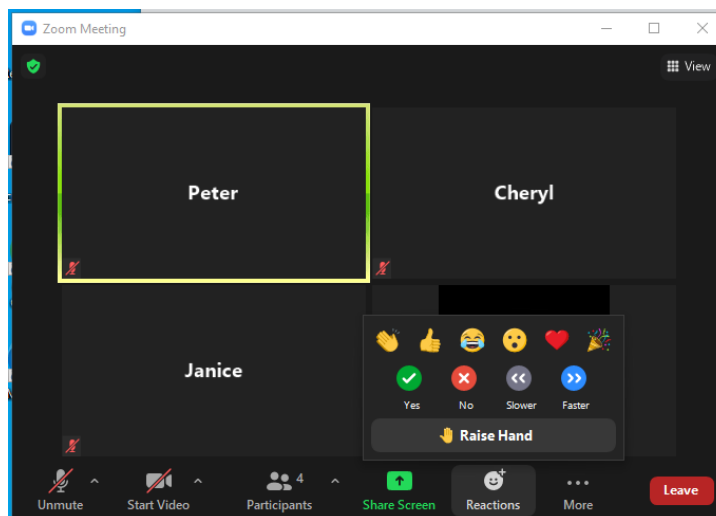 Zoom Meeting
View
Peter
Cheryl
Janice
Yes
No
Slower
Faster
Raise Hand
4
Unmute
Start Video
Participants
Share Screen
Reactions
More
Leave